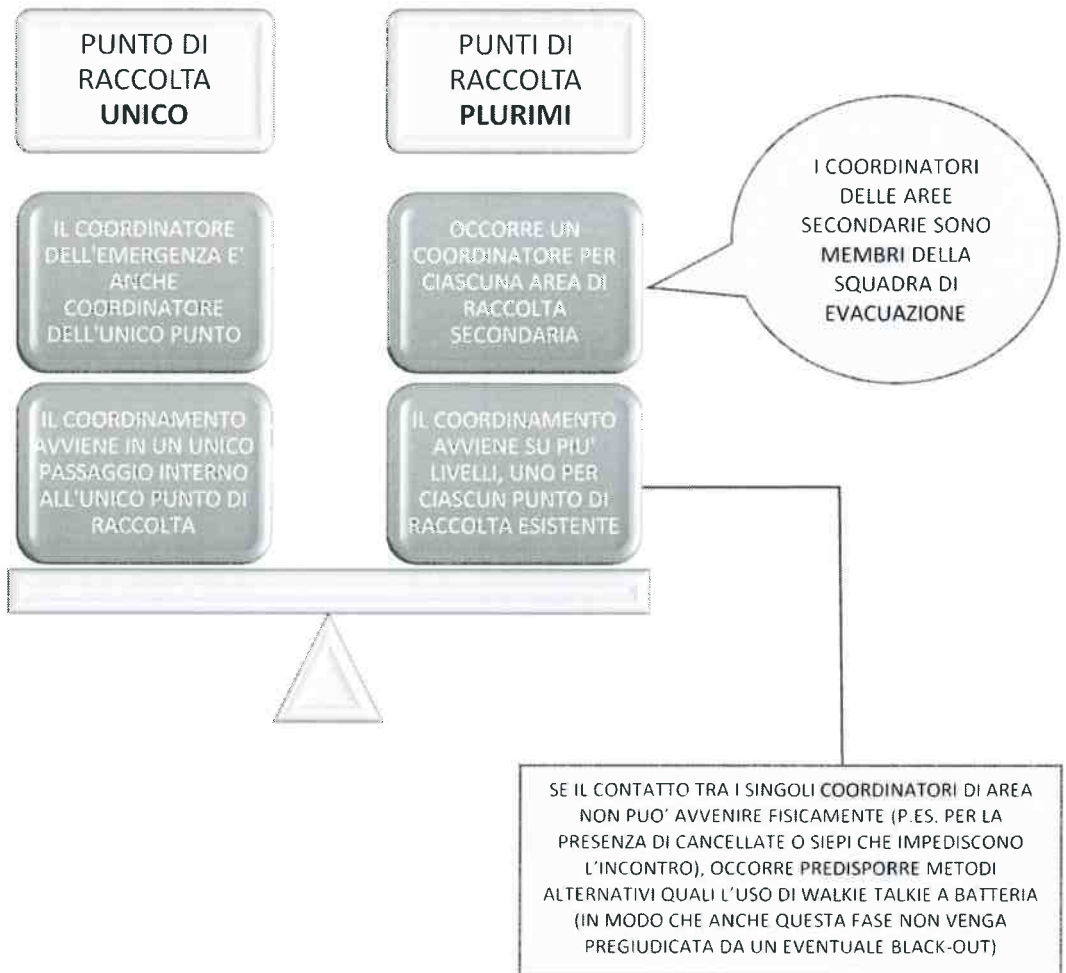 PUNTO DI
RACCOLTA
UNICO
PUNTI DI
RACCOLTA
PLURIMI
IL COORDINATORE
DELL'EMERGENZA E'
ANCHE
COORDINATORE
DELL'UNICO PUNTO
OCCORRE UN
COORDINATORE PER
CIASCUNA AREA DI
RACCOLTA
SECONDARIA
I COORDINATORI
DELLE AREE
SECONDARIE SONO
MEMBRI DELLA
SQUADRA DI
EVACUAZIONE
IL COORDINAMENTO
AVVIENE IN UN UNICO
PASSAGGIO INTERNO
ALL'UNICO PUNTO DI
RACCOLTA
IL COORDINAMENTO
AVVIENE SU PIU'
LIVELLI, UNO PER
CIASCUN PUNTO DI
RACCOLTA ESISTENTE
SE IL CONTATTO TRA I SINGOLI COORDINATORI DI AREA
NON PUO' AVVENIRE FISICAMENTE (P.ES. PER LA
PRESENZA DI CANCELLATE O SIEPI CHE IMPEDISCONO
L'INCONTRO), OCCORRE PREDISPORRE METODI
ALTERNATIVI QUALI L'USO DI WALKIE TALKIE A BATTERIA
(IN MODO CHE ANCHE QUESTA FASE NON VENGA
PREGIUDICATA DA UN EVENTUALE BLACK-OUT)